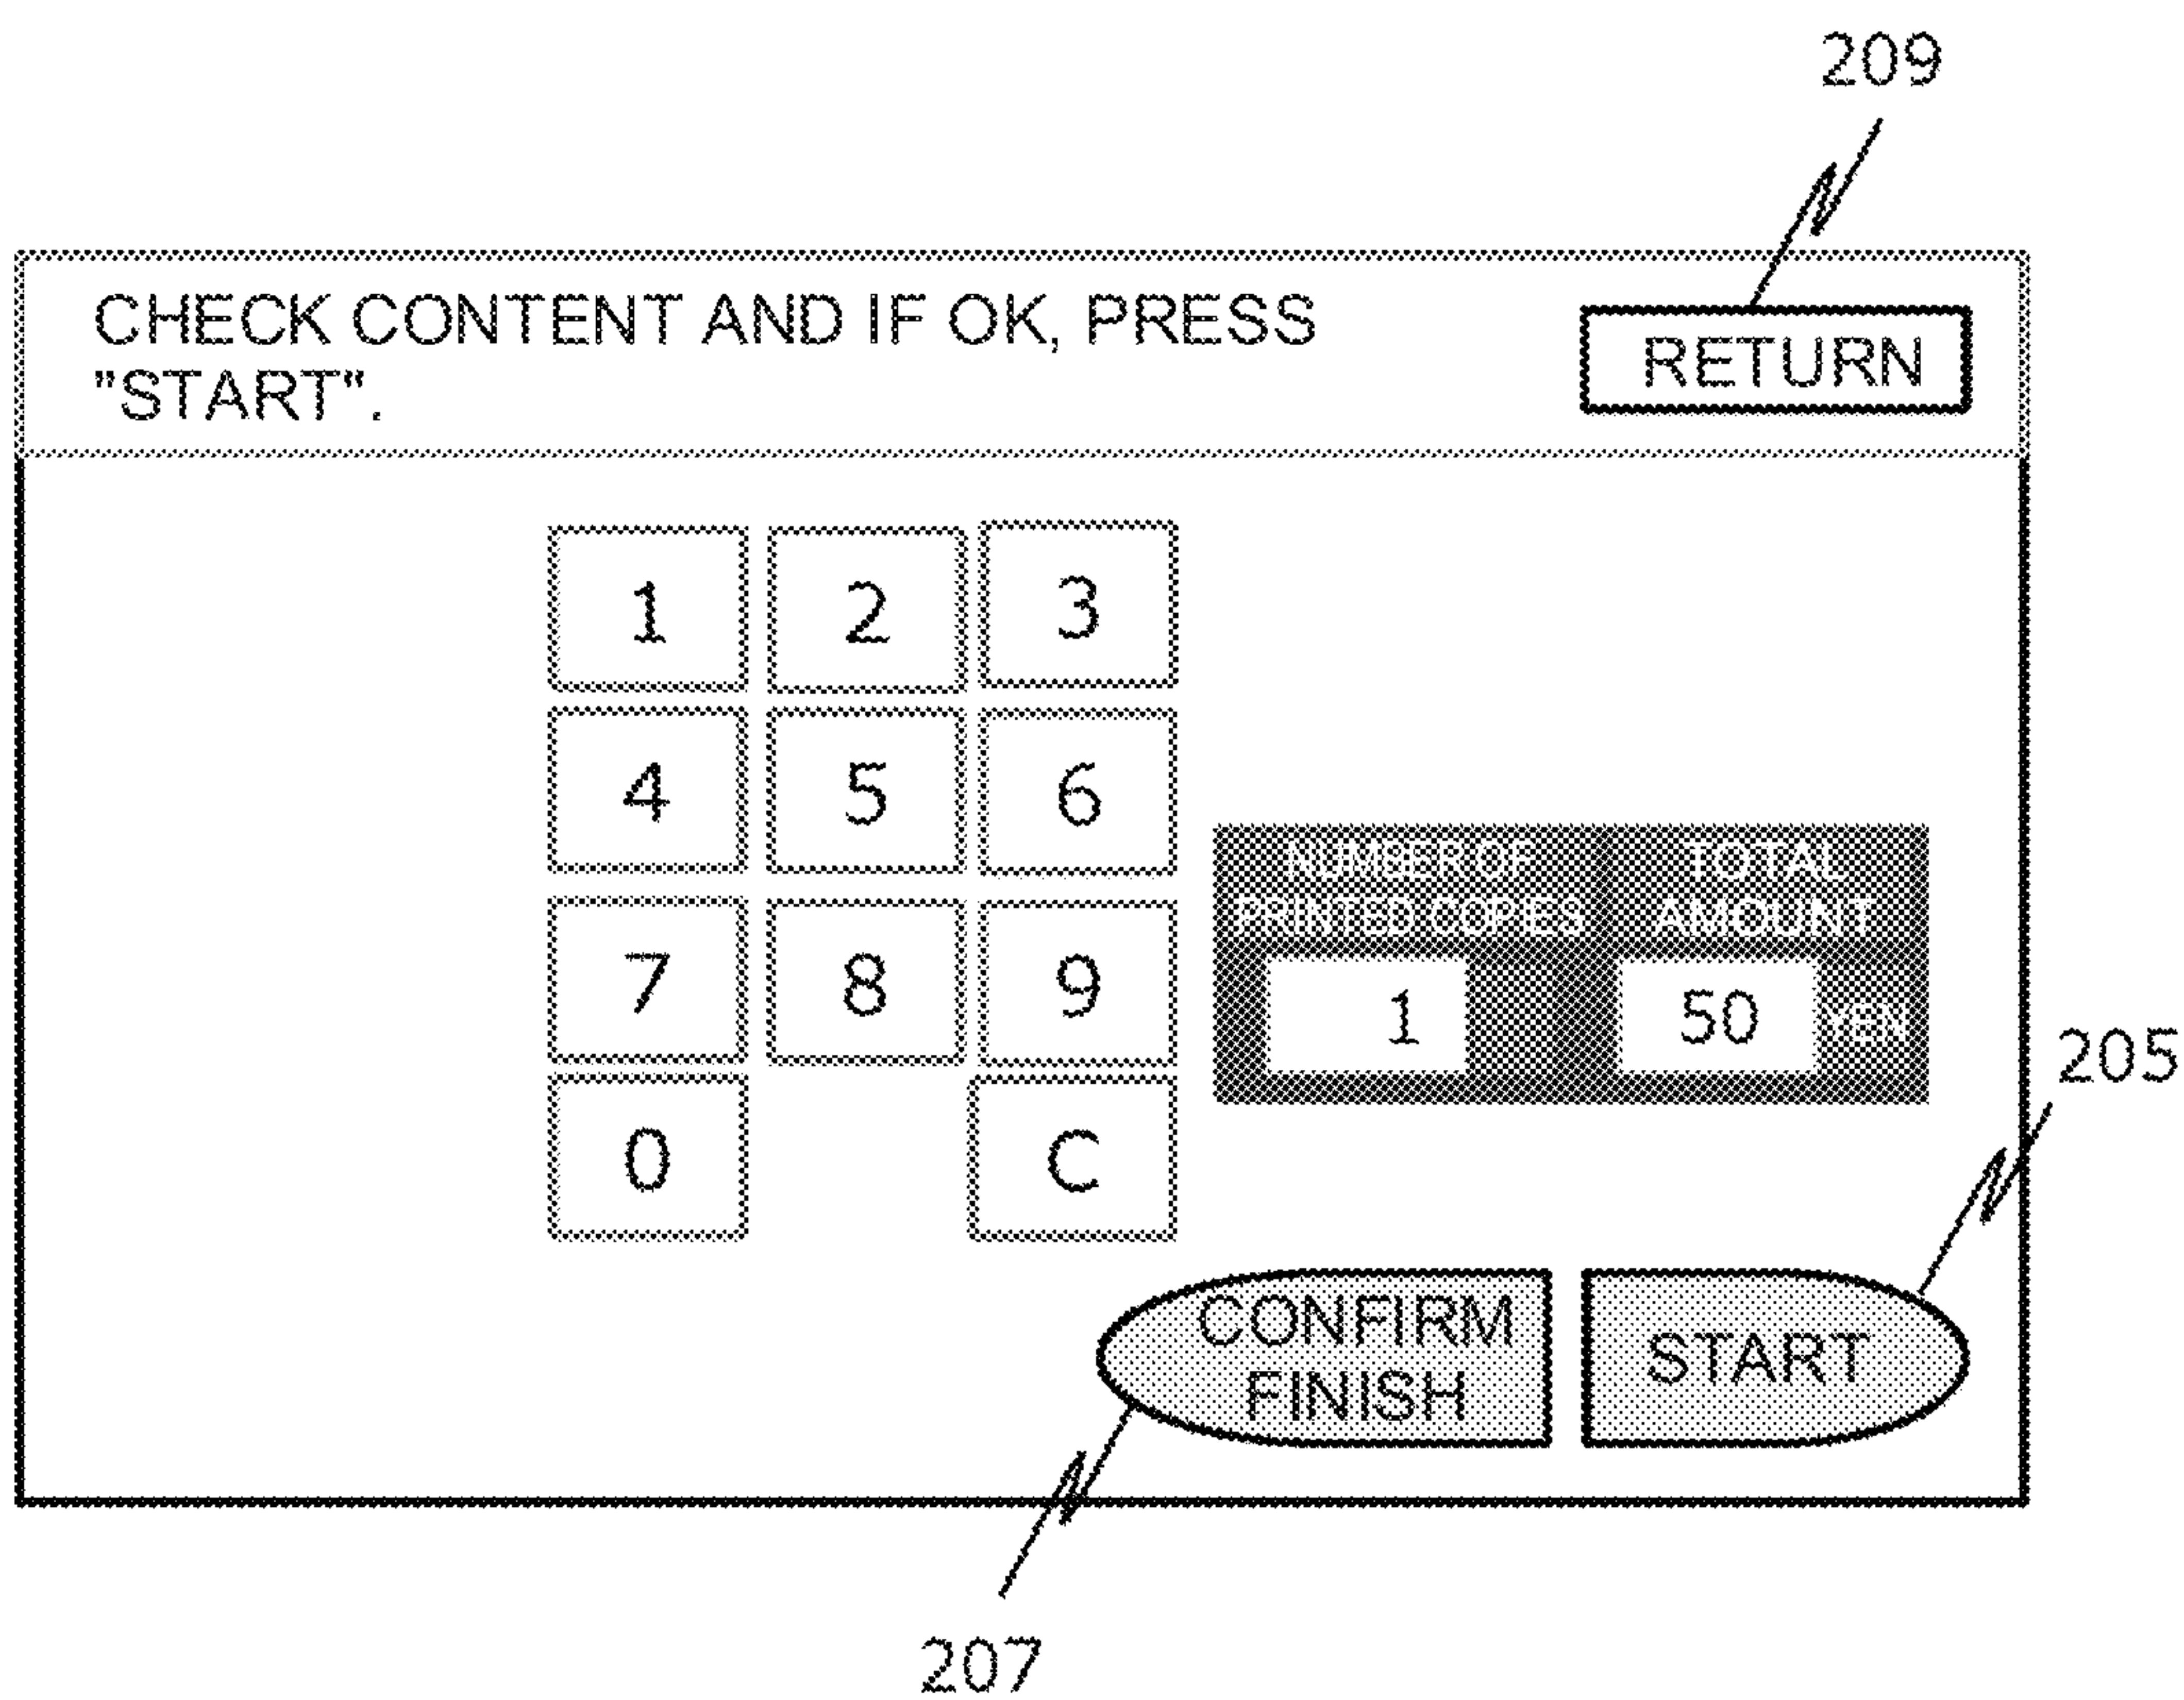 209
CHECK CONTENT AND IF OK, PRESS
"START".
RETURN
1 2 3
4 5 6
NUMBER OF
PRINTED COPIES
TOTAL
AMOUNT
7 8 9
1
50 YEN
205
0 C
CONFIRM
FINISH
START
207